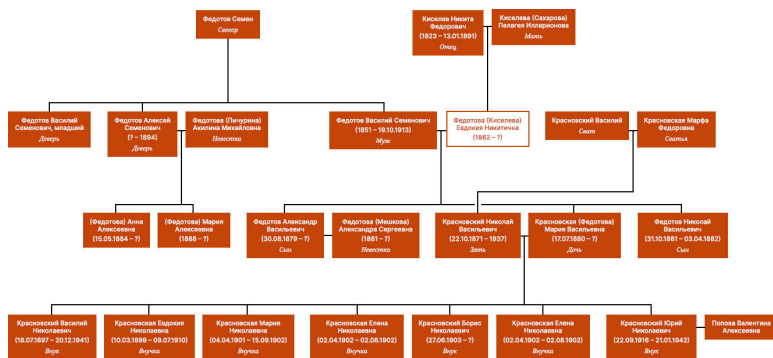 Федотов Семен
Свекар
Киселев Никита
Федорович
(1823 – 13.01.1891)
Отец
Киселева (Сахарова)
Пелагея Илларионова
Мать
Федотов Василий
Семенович, младший
Деверь
Федотов Алексей
Семенович
(? – 1894)
Деверь
Федотова (Пичурина)
Акилина Михайловна
Невестка
Федотов Василий Семенович
(1851 – 19.10.1913)
Муж
Федотова (Киселева)
Евдокия Никитична
(1862 – ?)
Красновский Василий
Сват
Красновская Марфа
Федоровна
Сватья
(Федотова) Анна
Алексеевна
(15.05.1884 – ?)
(Федотова) Мария
Алексеевна
(1888 – ?)
Федотов Александр
Васильевич
(30.08.1879 – ?)
Сын
Федотова (Мешкова)
Александра Сергеевна
(1881 – ?)
Невестка
Красновский Николай
Васильевич
(22.10.1871 – 1937)
Зять
Красновская (Федотова)
Мария Васильевна
(17.07.1880 – ?)
Дочь
Федотов Николай
Васильевич
(31.10.1881 – 03.04.1882)
Сын
Красновский Василий
Николаевич
(18.07.1897 – 20.12.1941)
Внук
Красновская Евдокия
Николаевна
(10.03.1899 – 09.07.1910)
Внучка
Красновская Мария
Николаевна
(04.04.1901 – 15.09.1902)
Внучка
Красновская Елена
Николаевна
(02.04.1902 – 02.08.1902)
Внучка
Красновский Борис
Николаевич
(27.06.1903 – ?)
Внук
Красновская Елена
Николаевна
(02.04.1902 – 02.08.1902)
Внучка
Красновский Юрий
Николаевич
(22.09.1916 – 21.01.1942)
Внук
Попова Валентина
Алексеевна